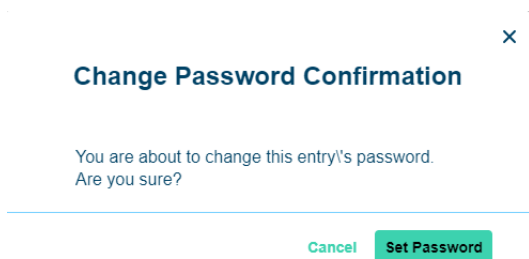 Change Password Confirmation
You are about to change this entry\'s password.
Are you sure?
Cancel Set Password